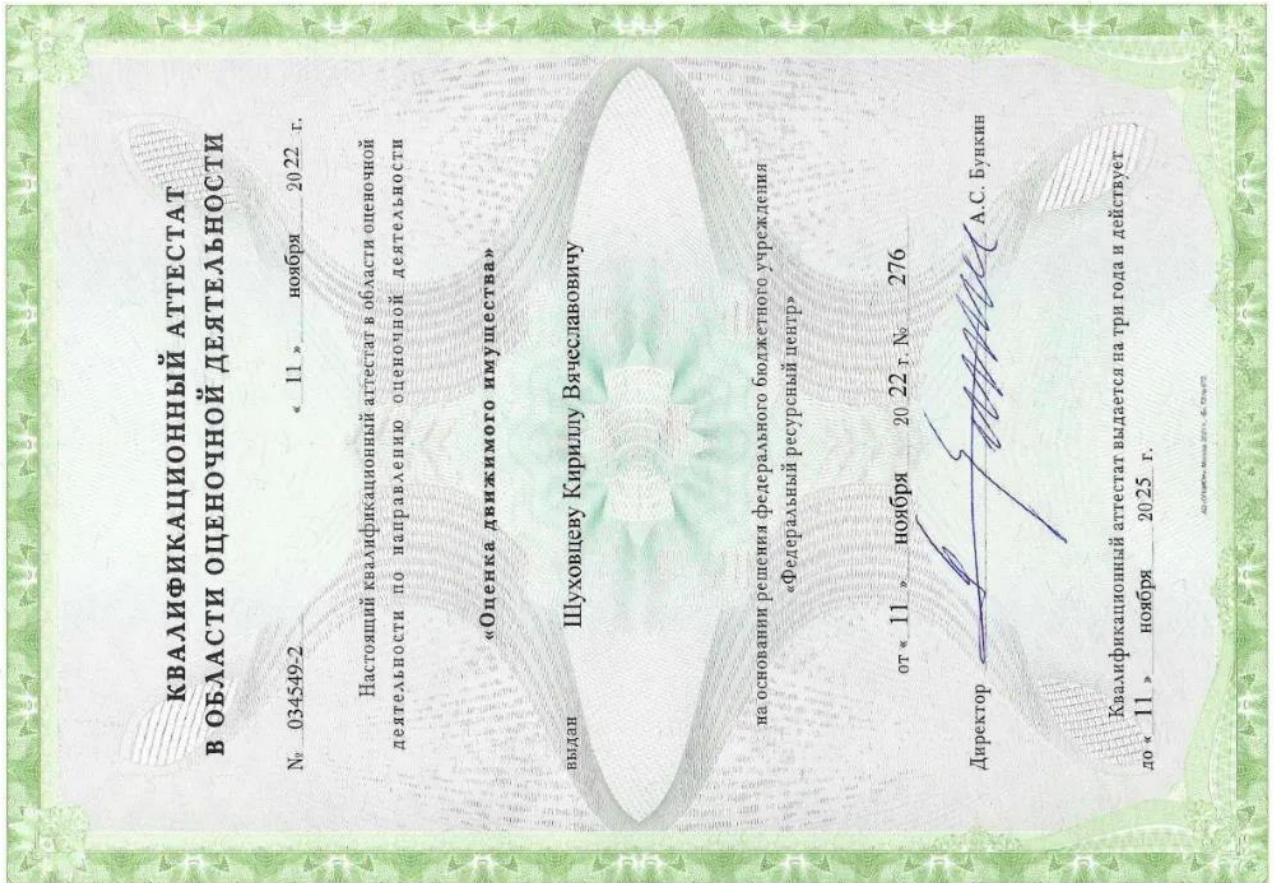 КВАЛИФИКАЦИОННЫЙ АТТЕСТАТ
В ОБЛАСТИ ОЦЕНОЧНОЙ ДЕЯТЕЛЬНОСТИ
№ 034549-2 « 11 » ноября 2022 г.
Настоящий квалификационный аттестат в области оценочной
деятельности по направлению оценочной деятельности
«Оценка движимого имущества»
выдан Шуховцеву Кириллу Вячеславовичу
на основании решения федерального бюджетного учреждения
«Федеральный ресурсный центр»
от « 11 » ноября 20 22 г. № 276
Директор А.С. Бункин
Квалификационный аттестат выдается на три года и действует
до « 11 » ноября 2025 г.